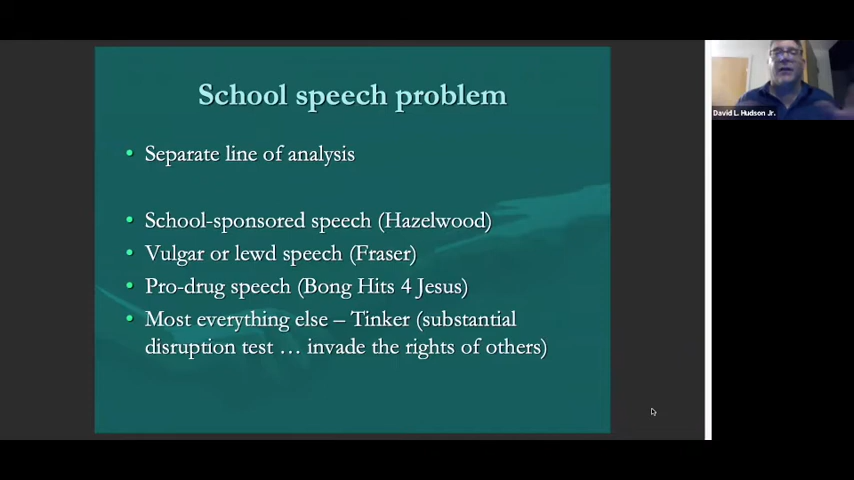 School speech problem
• Separate line of analysis
• School-sponsored speech (Hazelwood)
• Vulgar or lewd speech (Fraser)
• Pro-drug speech (Bong Hits 4 Jesus)
• Most everything else – Tinker (substantial
disruption test … invade the rights of others)
David L. Hudson Jr.